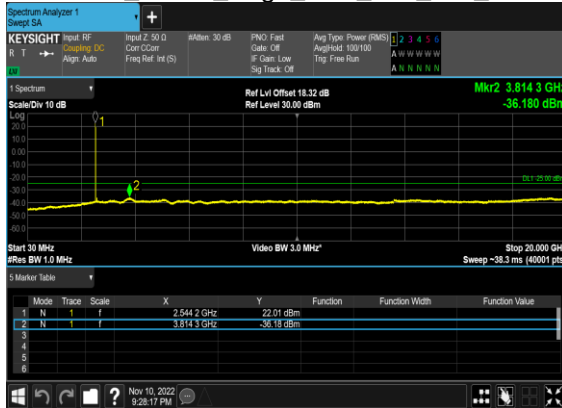 Spectrum Analyzer 1
Swept SA
+
KEYSIGHT Input: RF Input Z: 50 Ω #Atten: 30 dB PNO: Fast Avg Type: Power (RMS) 1 2 3 4 5 6
R T Coupling: DC Corr CCorr Gate: Off Avg|Hold: 100/100 A W W W W W
Align: Auto Freq Ref: Int (S) IF Gain: Low Trig: Free Run
Sig Track: Off A N N N N N
LU
1 Spectrum Ref Lvl Offset 18.32 dB Mkr2 3.814 3 GHz
Scale/Div 10 dB Ref Level 30.00 dBm -36.180 dBm
Log
20.0
10.0
0.00
-10.0
-20.0
-30.0
-40.0
-50.0
-60.0
1
2
DL1 -25.00 dBm
Start 30 MHz Video BW 3.0 MHz* Stop 20.000 GHz
#Res BW 1.0 MHz Sweep ~38.3 ms (40001 pts)
5 Marker Table
Mode Trace Scale X Y Function Function Width Function Value
1 N 1 f 2.544 2 GHz 22.01 dBm
2 N 1 f 3.814 3 GHz -36.18 dBm
3
4
5
6
? Nov 10, 2022
9:28:17 PM